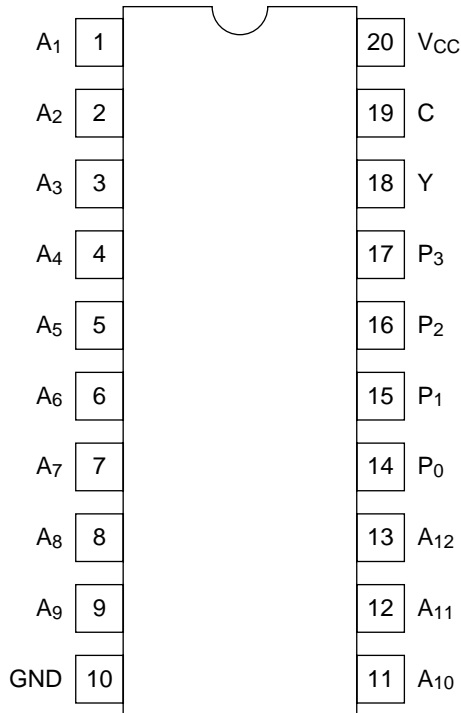 A1 1 20 VCC
A2 2 19 C
A3 3 18 Y
A4 4 17 P3
A5 5 16 P2
A6 6 15 P1
A7 7 14 P0
A8 8 13 A12
A9 9 12 A11
GND 10 11 A10